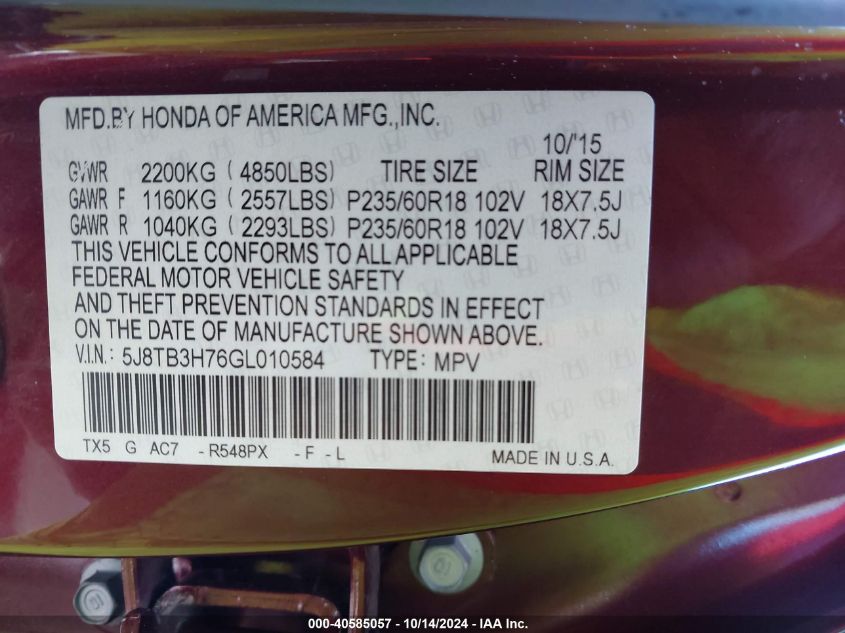 MFD.BY HONDA OF AMERICA MFG.,INC.
10/'15
GVWR 2200KG ( 4850LBS) TIRE SIZE RIM SIZE
GAWR F 1160KG ( 2557LBS) P235/60R18 102V 18X7.5J
GAWR R 1040KG ( 2293LBS) P235/60R18 102V 18X7.5J
THIS VEHICLE CONFORMS TO ALL APPLICABLE
FEDERAL MOTOR VEHICLE SAFETY
AND THEFT PREVENTION STANDARDS IN EFFECT
ON THE DATE OF MANUFACTURE SHOWN ABOVE.
V.I.N.: 5J8TB3H76GL010584 TYPE: MPV
TX5 G AC7 -R548PX -F -L
MADE IN U.S.A.
000-40585057 - 10/14/2024 - IAA Inc.